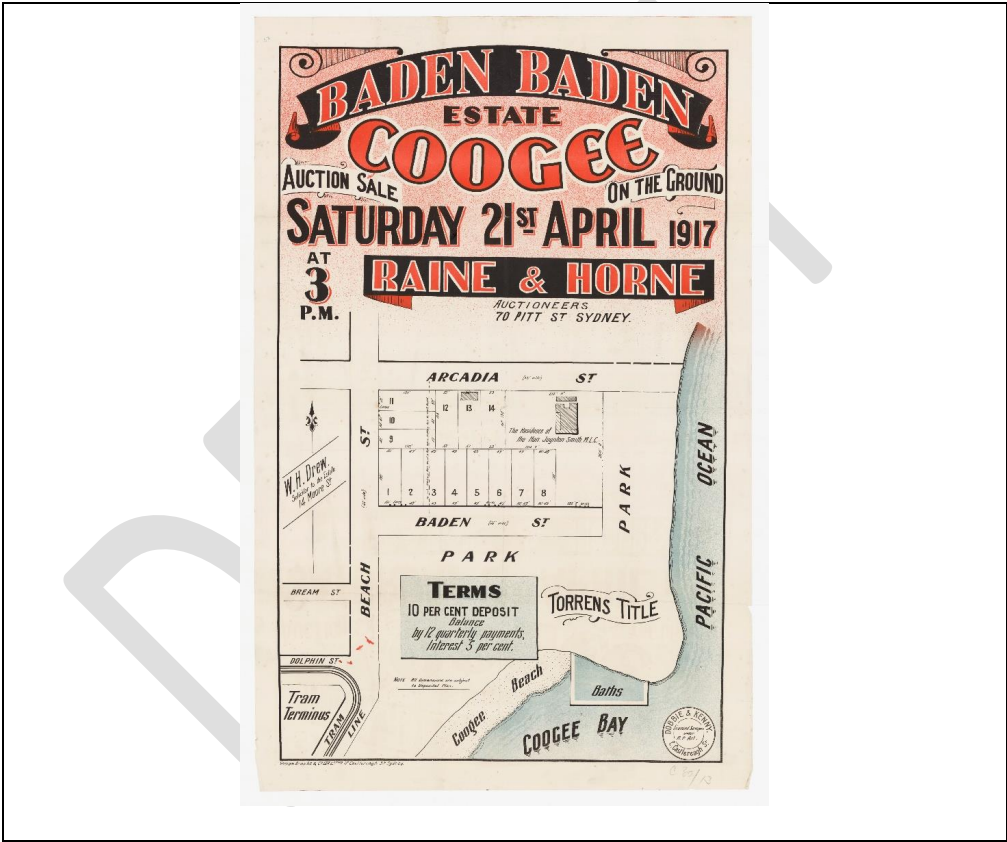 BADEN BADEN
ESTATE
COOGEE
AUCTION SALE
ON THE GROUND
SATURDAY 21ST APRIL 1917
AT
3
P.M.
RAINE & HORNE
AUCTIONEERS
70 PITT ST SYDNEY.
ARCADIA ST
11
10
9
12 13 14
The Residence of
the Hon. Joynton Smith M.L.C.
ST
W. H. Drew.
Solicitor to the Estate
14 Moore St
1 2 3 4 5 6 7 8
PARK
BADEN ST
PARK
BEACH
BREAM ST
DOLPHIN ST
Tram
Terminus
TRAM LINE
TERMS
10 PER CENT DEPOSIT
Balance
by 12 quarterly payments,
Interest 5 per cent.
TORRENS TITLE
PACIFIC OCEAN
Coogee Beach
Baths
COOGEE BAY
DOBBIE & KENNY